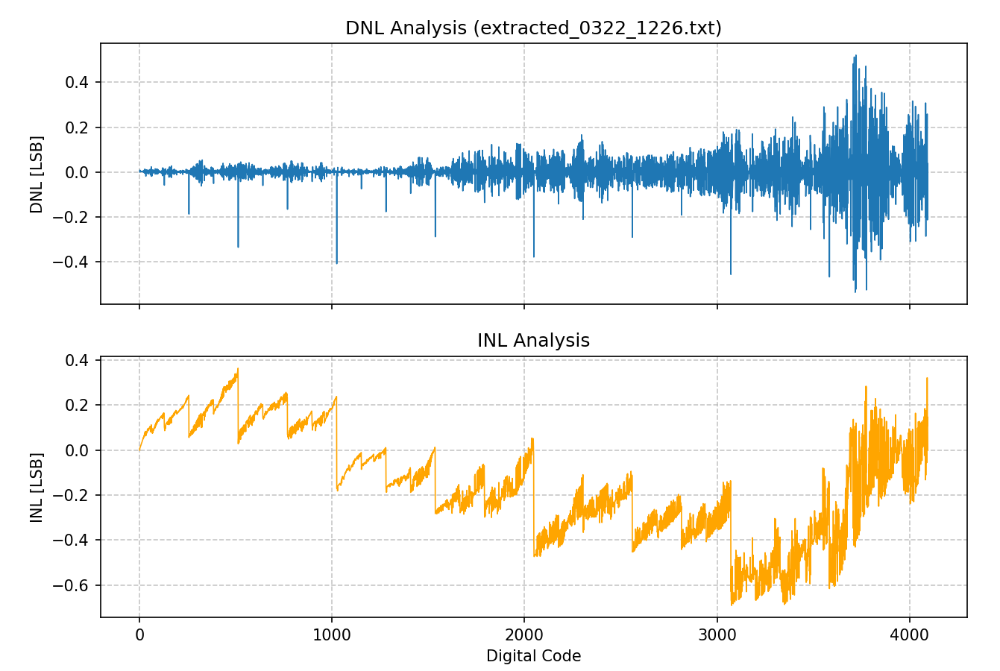 DNL Analysis (extracted_0322_1226.txt)
DNL [LSB]
0.4
0.2
0.0
−0.2
−0.4
INL Analysis
INL [LSB]
0.4
0.2
0.0
−0.2
−0.4
−0.6
0 1000 2000 3000 4000
Digital Code